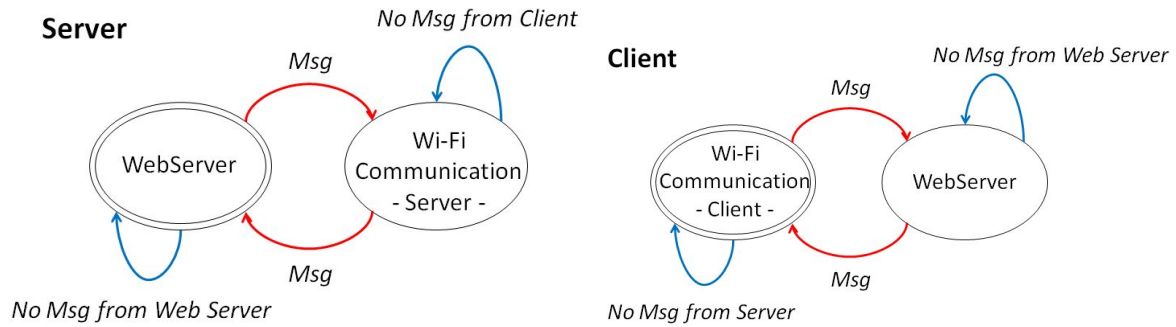 Server
No Msg from Client
Msg
WebServer
Wi-Fi
Communication
- Server -
Msg
No Msg from Web Server
Client
No Msg from Web Server
Msg
Wi-Fi
Communication
- Client -
WebServer
Msg
No Msg from Server